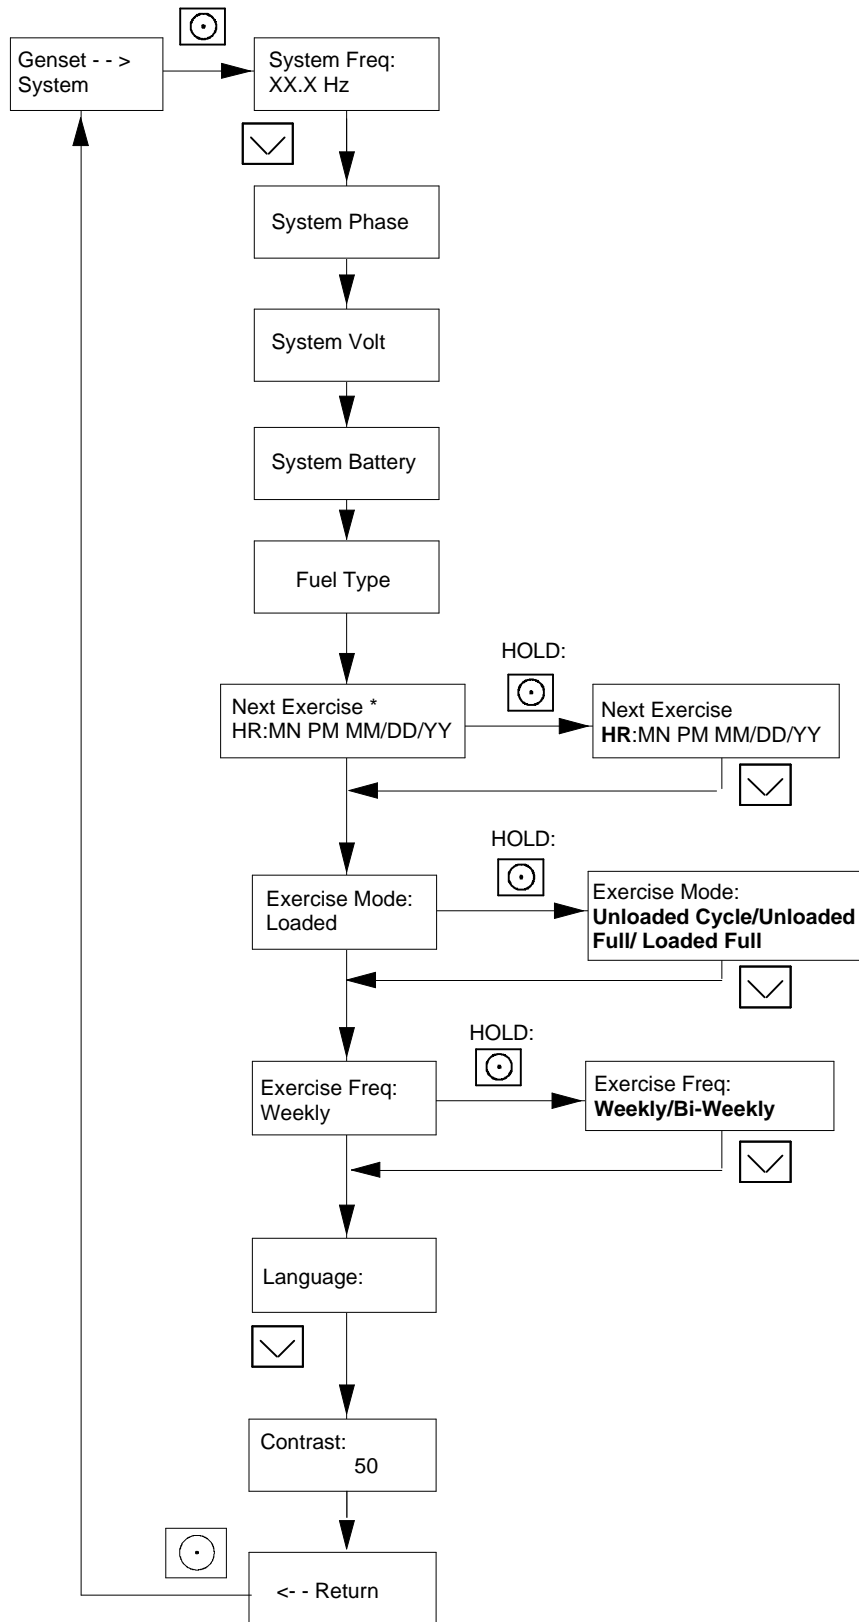 Genset - - >
System
System Freq:
XX.X Hz
System Phase
System Volt
System Battery
Fuel Type
Next Exercise *
HR:MN PM MM/DD/YY
HOLD:
Next Exercise
HR:MN PM MM/DD/YY
Exercise Mode:
Loaded
HOLD:
Exercise Mode:
Unloaded Cycle/Unloaded
Full/ Loaded Full
Exercise Freq:
Weekly
HOLD:
Exercise Freq:
Weekly/Bi-Weekly
Language:
Contrast:
50
<- - Return